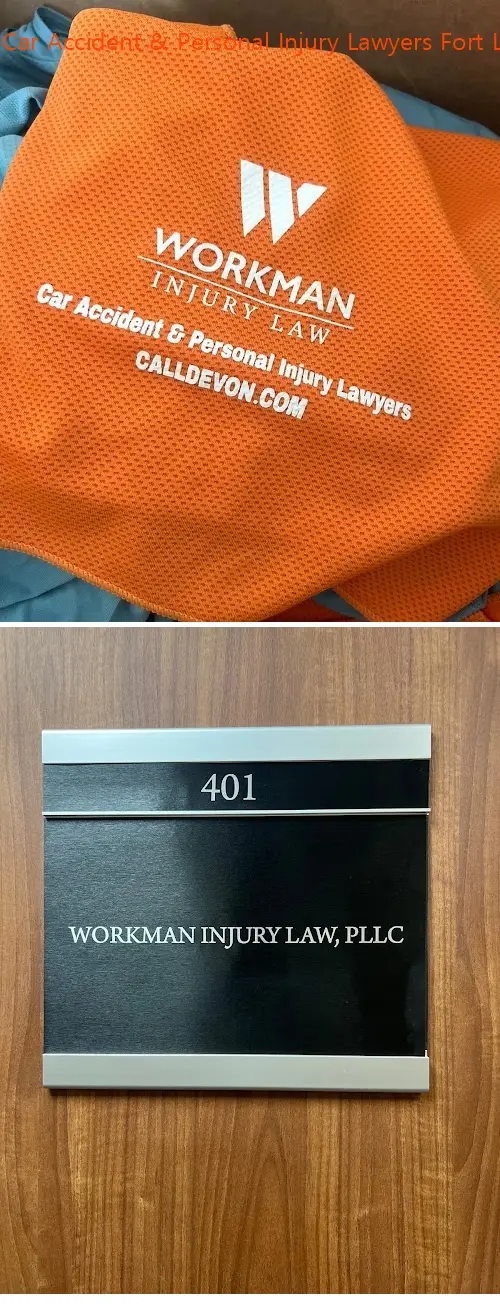 Car Accident & Personal Injury Lawyers Fort L
WORKMAN
INJURY LAW
Car Accident & Personal Injury Lawyers
CALLDEVON.COM
401
WORKMAN INJURY LAW, PLLC